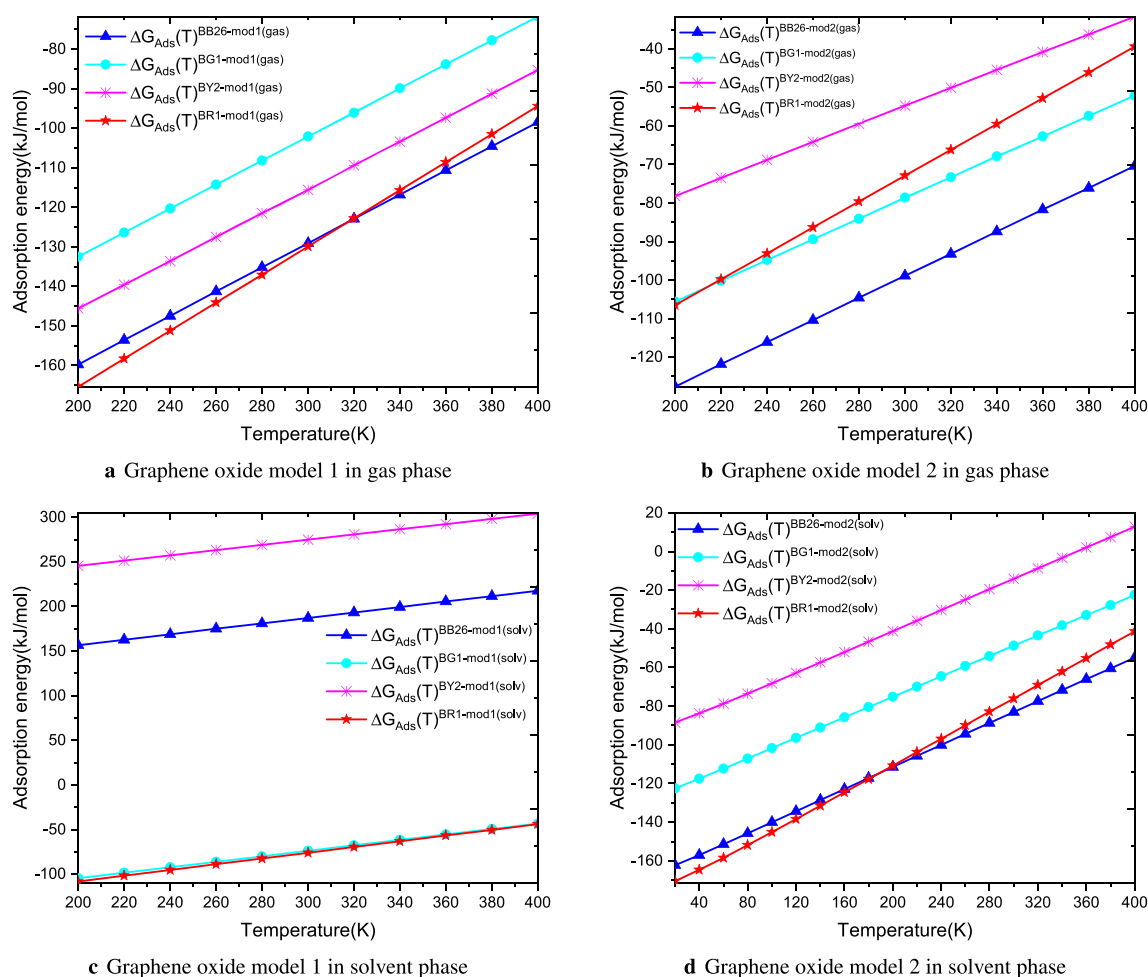 ΔG_Ads(T)^BB26-mod1(gas)
ΔG_Ads(T)^BG1-mod1(gas)
ΔG_Ads(T)^BY2-mod1(gas)
ΔG_Ads(T)^BR1-mod1(gas)
Adsorption energy(kJ/mol)
-80
-90
-100
-110
-120
-130
-140
-150
-160
200 220 240 260 280 300 320 340 360 380 400
Temperature(K)
a Graphene oxide model 1 in gas phase
ΔG_Ads(T)^BB26-mod2(gas)
ΔG_Ads(T)^BG1-mod2(gas)
ΔG_Ads(T)^BY2-mod2(gas)
ΔG_Ads(T)^BR1-mod2(gas)
Adsorption energy(kJ/mol)
-40
-50
-60
-70
-80
-90
-100
-110
-120
200 220 240 260 280 300 320 340 360 380 400
Temperature(K)
b Graphene oxide model 2 in gas phase
Adsorption energy(kJ/mol)
300
250
200
150
100
50
0
-50
-100
ΔG_Ads(T)^BB26-mod1(solv)
ΔG_Ads(T)^BG1-mod1(solv)
ΔG_Ads(T)^BY2-mod1(solv)
ΔG_Ads(T)^BR1-mod1(solv)
200 220 240 260 280 300 320 340 360 380 400
Temperature(K)
c Graphene oxide model 1 in solvent phase
ΔG_Ads(T)^BB26-mod2(solv)
ΔG_Ads(T)^BG1-mod2(solv)
ΔG_Ads(T)^BY2-mod2(solv)
ΔG_Ads(T)^BR1-mod2(solv)
Adsorption energy(kJ/mol)
20
0
-20
-40
-60
-80
-100
-120
-140
-160
40 80 120 160 200 240 280 320 360 400
Temperature(K)
d Graphene oxide model 2 in solvent phase